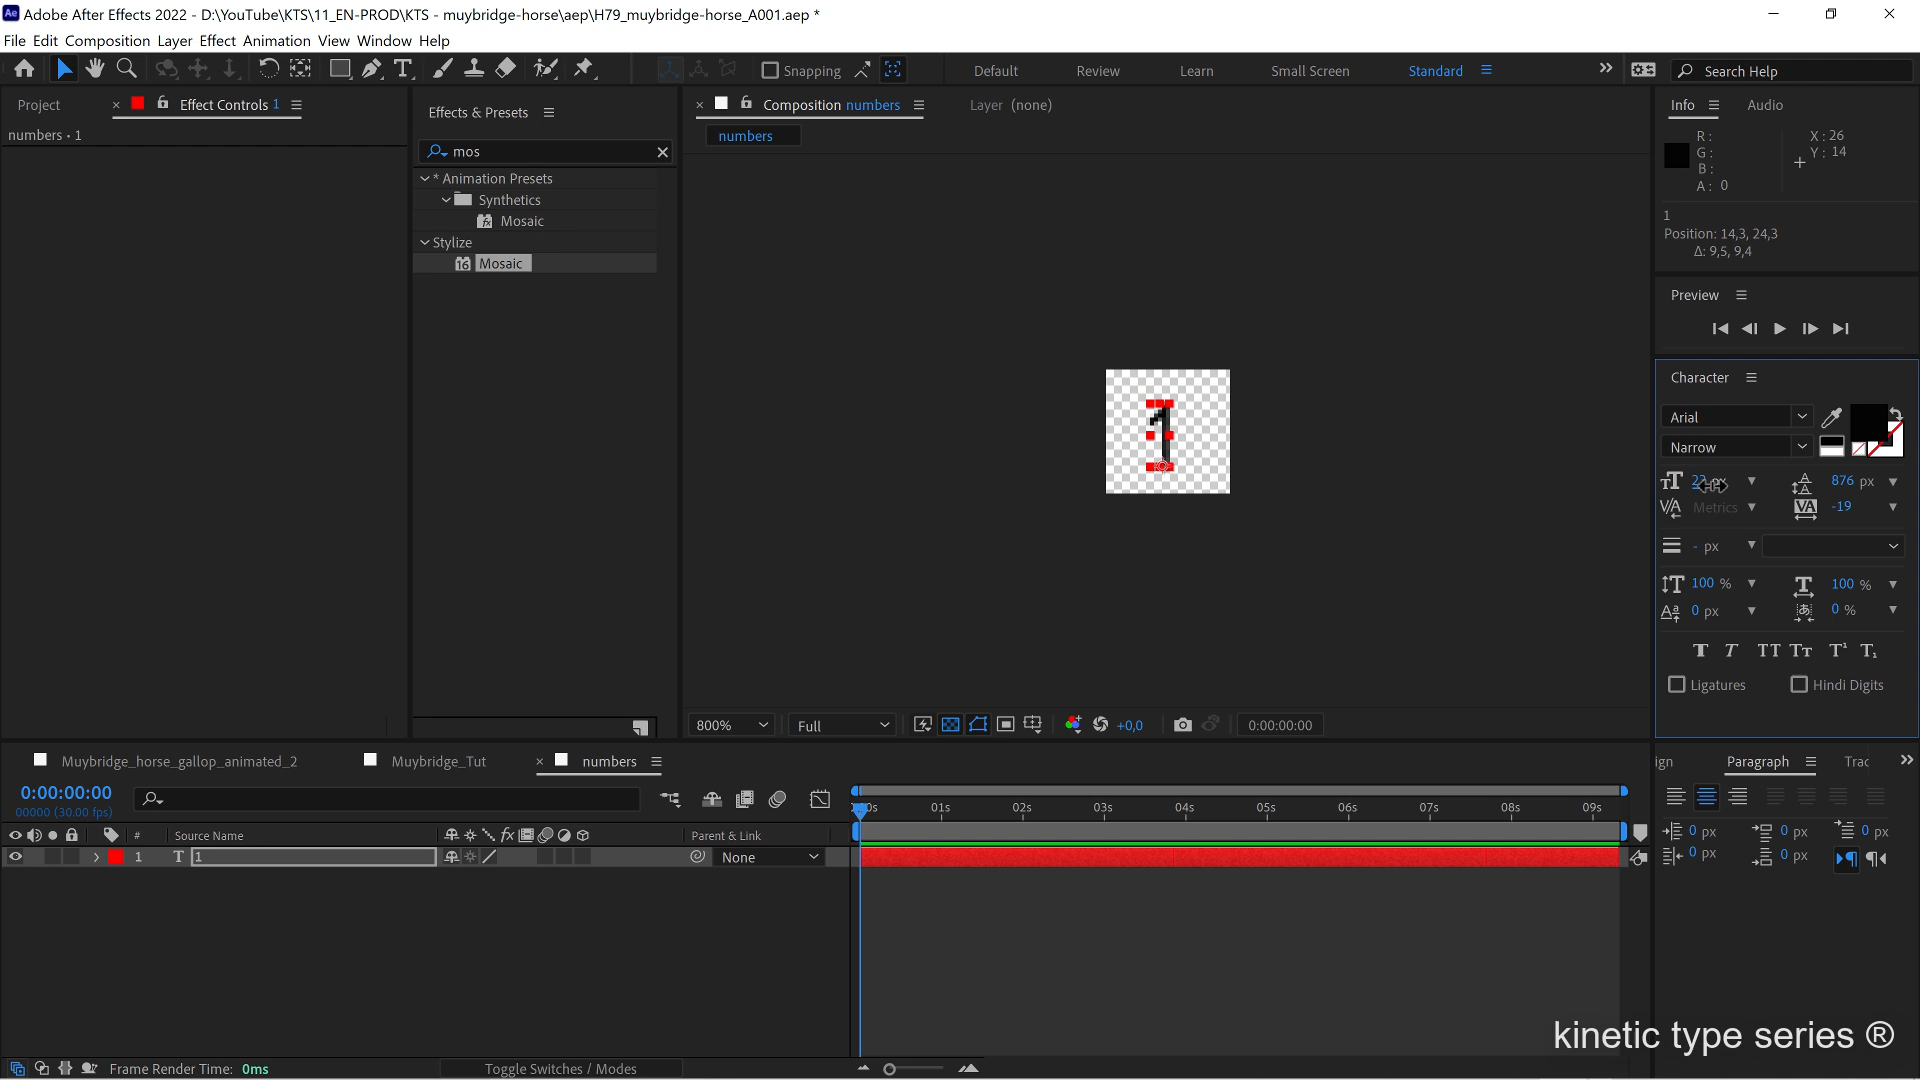 Adobe After Effects 2022 - D:\YouTube\KTS\11_EN-PROD\KTS - muybridge-horse\aep\H79_muybridge-horse_A001.aep *
File Edit Composition Layer Effect Animation View Window Help
Snapping Default Review Learn Small Screen Standard Search Help
Project Effect Controls 1
numbers • 1
Effects & Presets
mos
* Animation Presets
Synthetics
Mosaic
Stylize
Mosaic
Composition numbers Layer (none)
numbers
1
800% Full +0,0 0:00:00:00
Info Audio
R: X: 26
G: Y: 14
B:
A: 0
1
Position: 14,3, 24,3
Δ: 9,5, 9,4
Preview
Character
Arial
Narrow
876 px
Metrics -19
- px
100 % 100 %
0 px 0 %
Ligatures Hindi Digits
Muybridge_horse_gallop_animated_2 Muybridge_Tut numbers
0:00:00:00
00000 (30.00 fps)
01s 02s 03s 04s 05s 06s 07s 08s 09s
# Source Name Parent & Link
1 T 1 None
Paragraph
0 px 0 px 0 px
0 px 0 px
Frame Render Time: 0ms Toggle Switches / Modes
kinetic type series ®